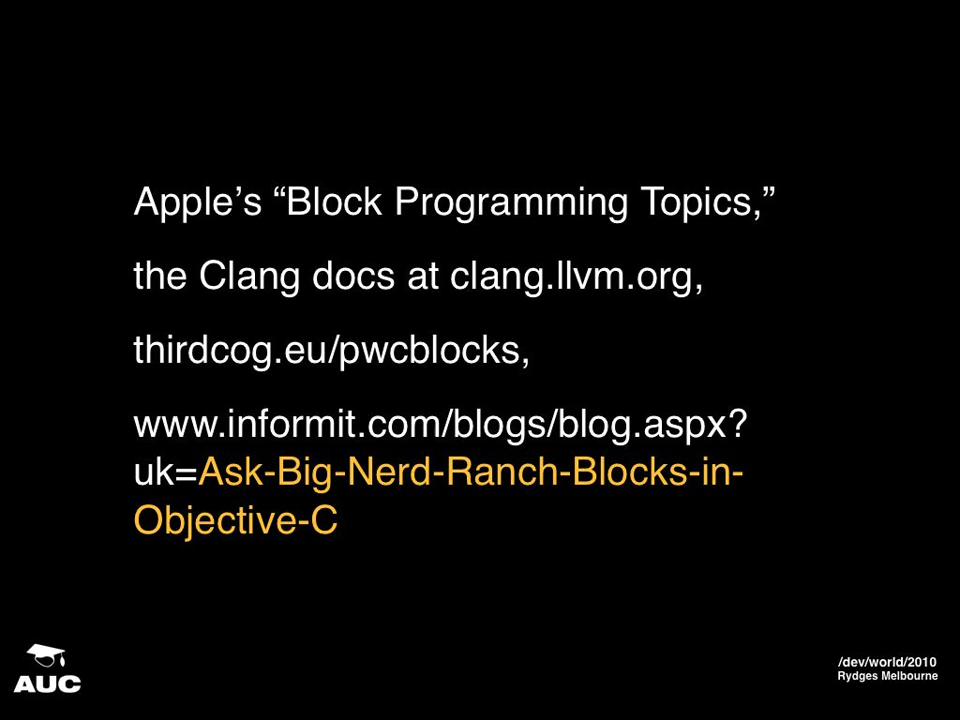 Apple’s “Block Programming Topics,”
the Clang docs at clang.llvm.org,
thirdcog.eu/pwcblocks,
www.informit.com/blogs/blog.aspx?
uk=Ask-Big-Nerd-Ranch-Blocks-in-
Objective-C
AUC
/dev/world/2010
Rydges Melbourne